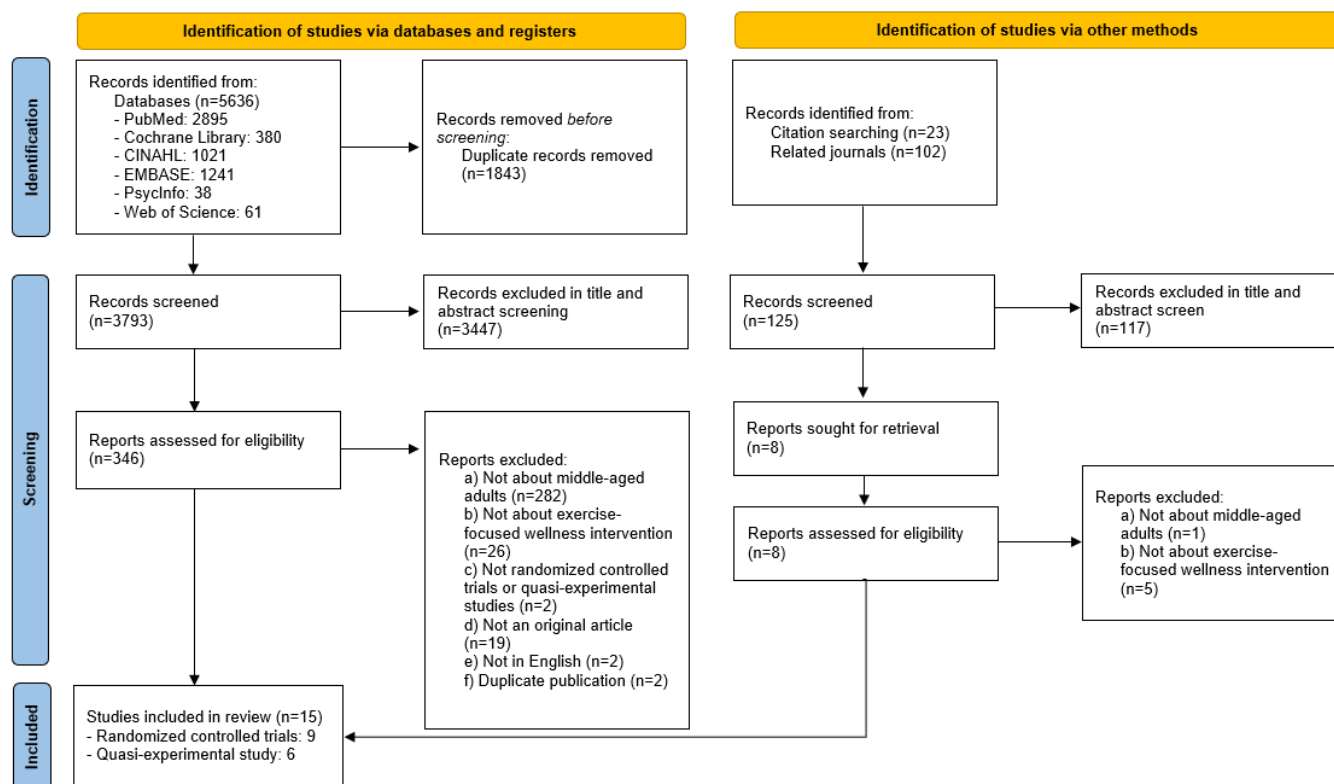 Identification of studies via databases and registers
Identification of studies via other methods
Identification
Records identified from:
Databases (n=5636)
- PubMed: 2895
- Cochrane Library: 380
- CINAHL: 1021
- EMBASE: 1241
- PsycInfo: 38
- Web of Science: 61
Records removed before
screening:
Duplicate records removed
(n=1843)
Records identified from:
Citation searching (n=23)
Related journals (n=102)
Screening
Records screened
(n=3793)
Records excluded in title and
abstract screening
(n=3447)
Records screened
(n=125)
Records excluded in title and
abstract screen
(n=117)
Reports assessed for eligibility
(n=346)
Reports excluded:
a) Not about middle-aged
adults (n=282)
b) Not about exercise-
focused wellness intervention
(n=26)
c) Not randomized controlled
trials or quasi-experimental
studies (n=2)
d) Not an original article
(n=19)
e) Not in English (n=2)
f) Duplicate publication (n=2)
Reports sought for retrieval
(n=8)
Reports assessed for eligibility
(n=8)
Reports excluded:
a) Not about middle-aged
adults (n=1)
b) Not about exercise-
focused wellness intervention
(n=5)
Included
Studies included in review (n=15)
- Randomized controlled trials: 9
- Quasi-experimental study: 6